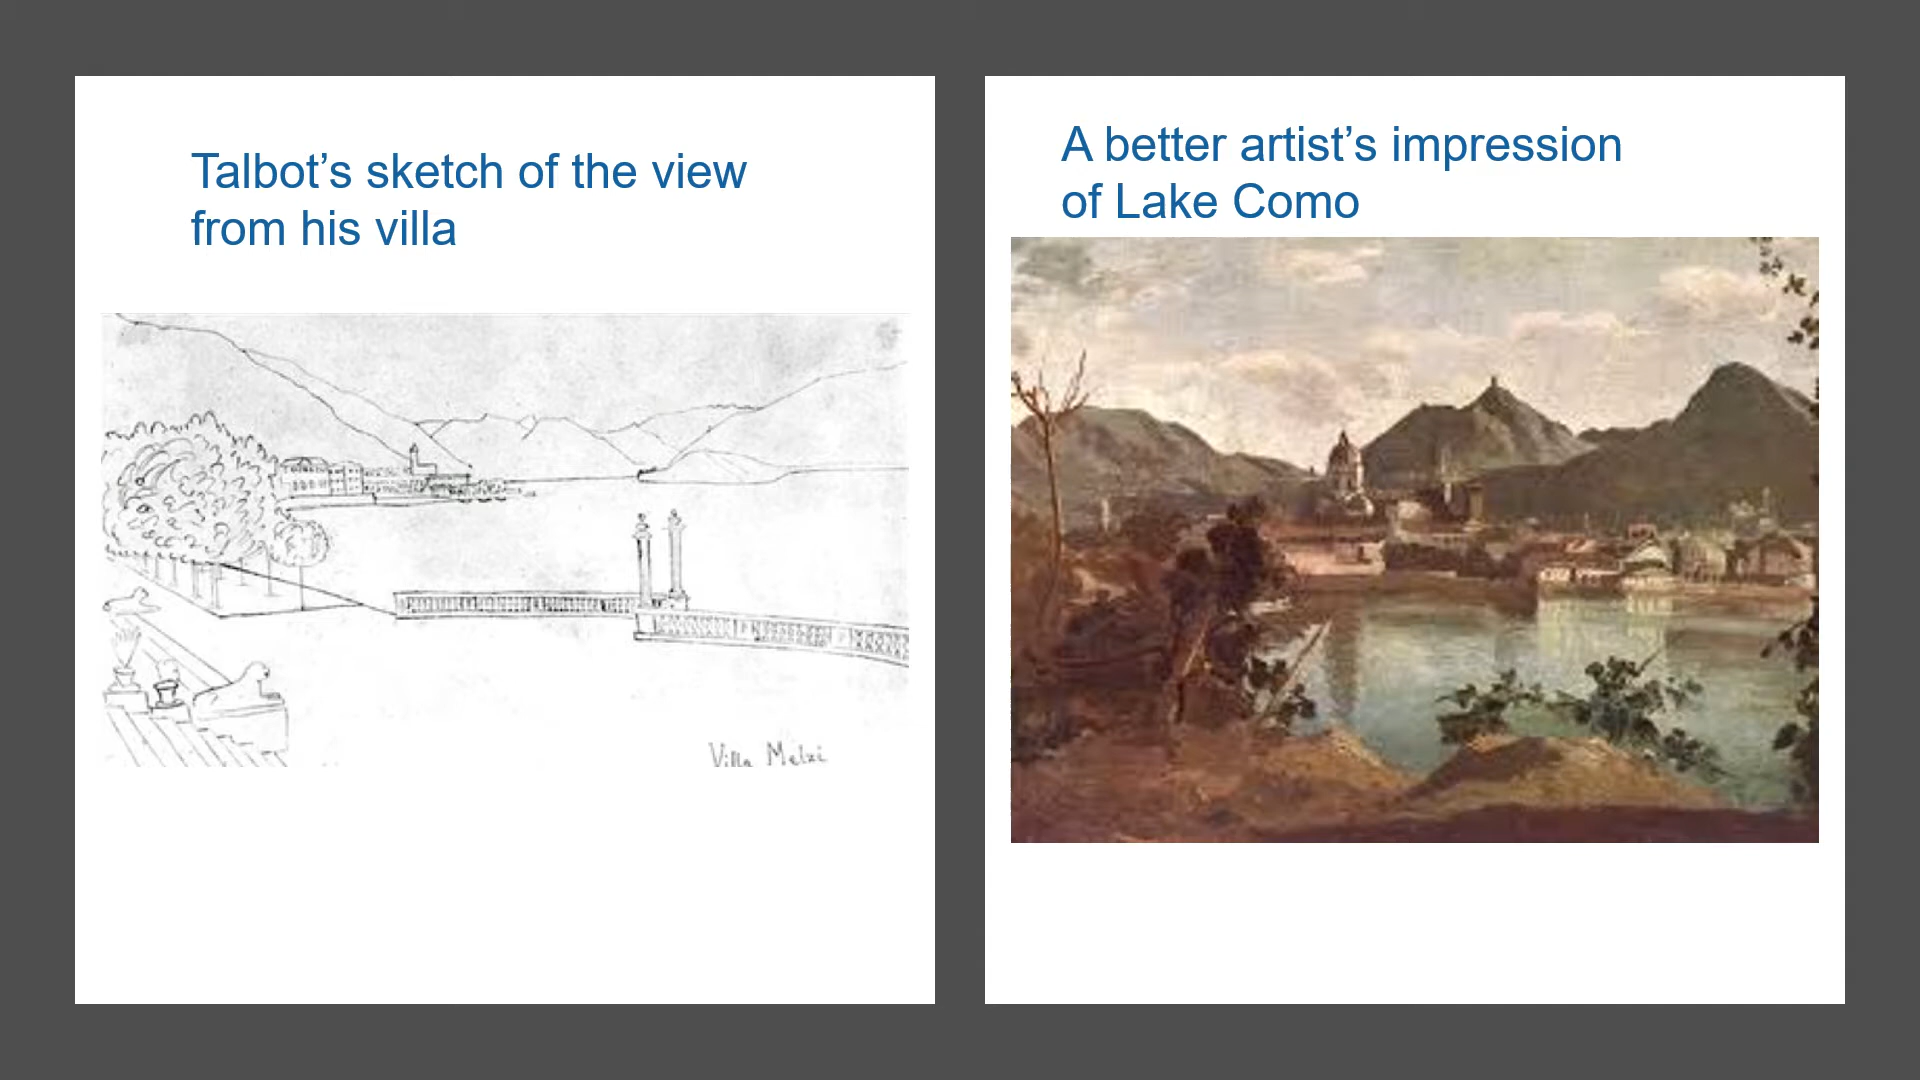 Talbot’s sketch of the view
from his villa
Villa Melzi
A better artist’s impression
of Lake Como